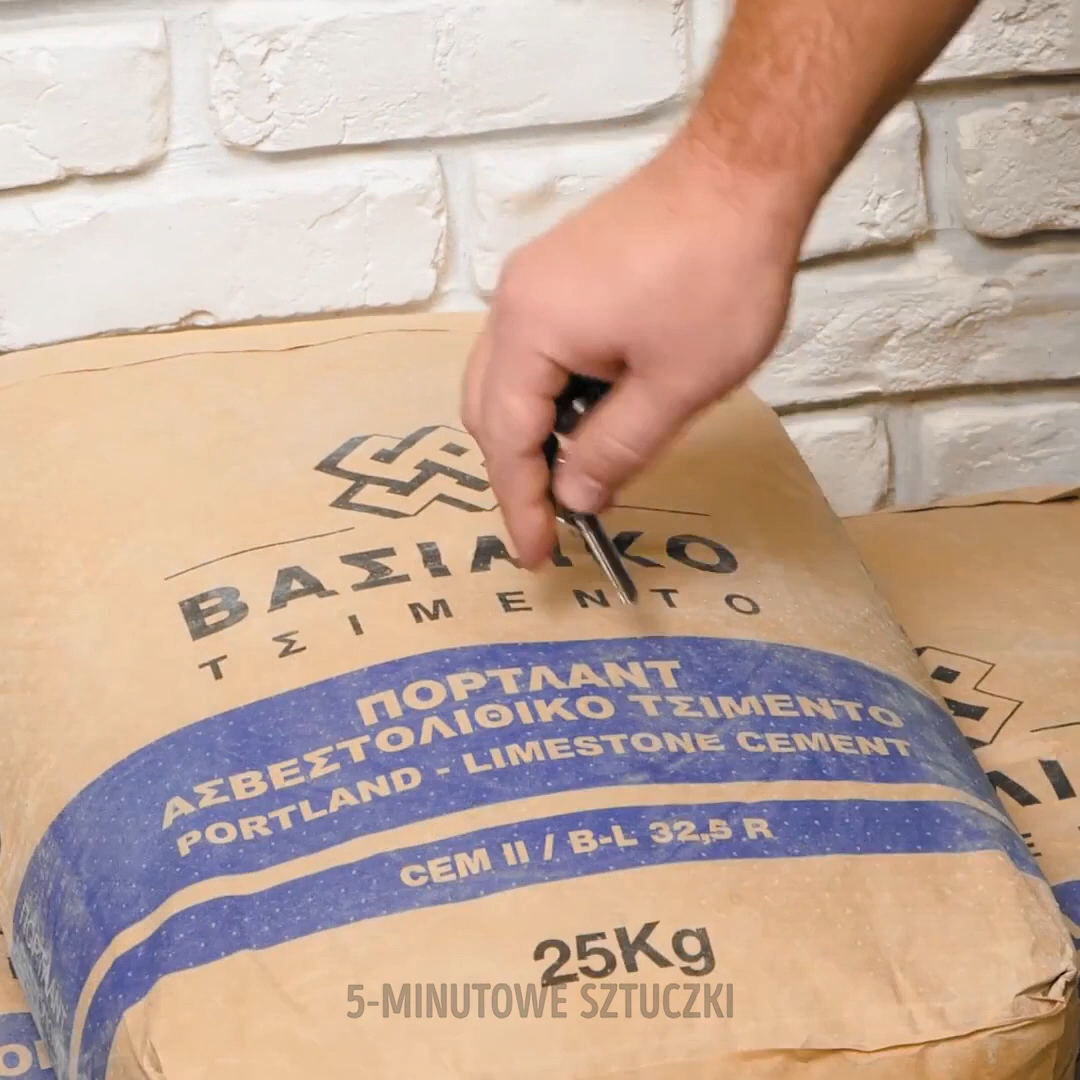 ΒΑΣΙΛΙΚΟ
ΤΣΙΜΕΝΤΟ
ΠΟΡΤΛΑΝΤ
ΑΣΒΕΣΤΟΛΙΘΙΚΟ ΤΣΙΜΕΝΤΟ
PORTLAND - LIMESTONE CEMENT
CEM II / B-L 32,5 R
25Kg
5-MINUTOWE SZTUCZKI